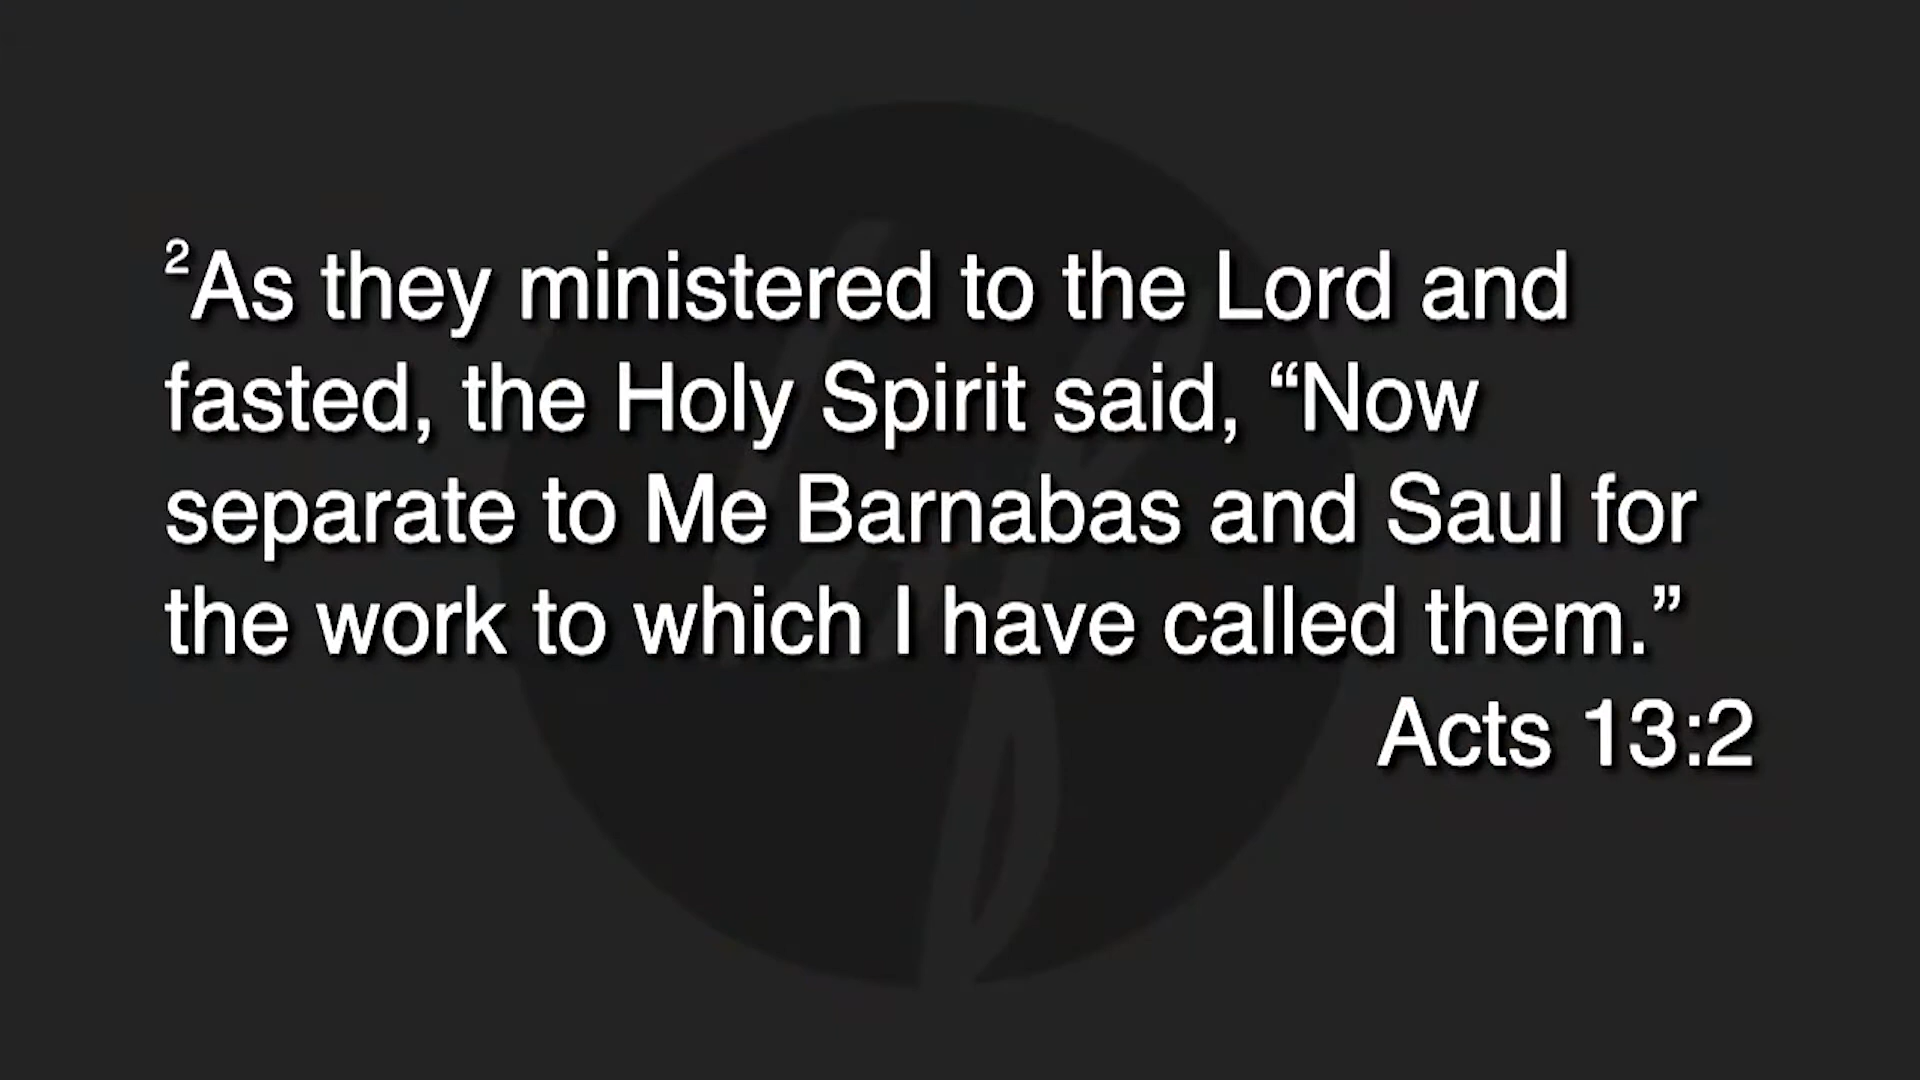 ²As they ministered to the Lord and
fasted, the Holy Spirit said, “Now
separate to Me Barnabas and Saul for
the work to which I have called them.”
Acts 13:2